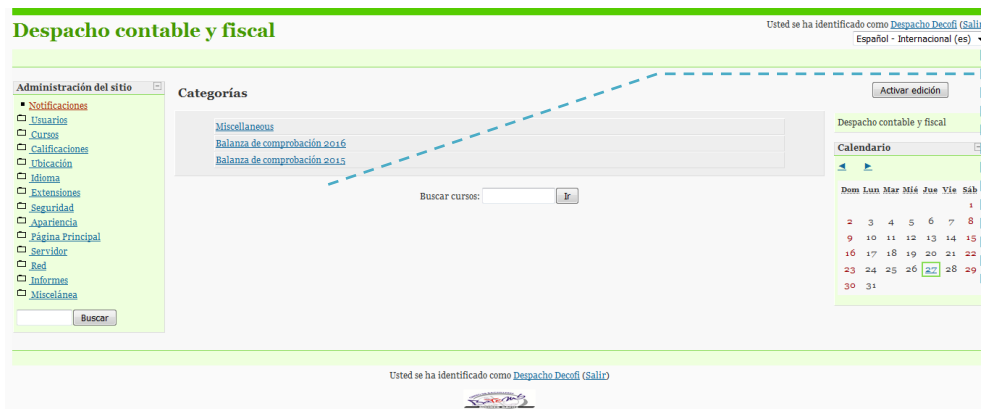 Despacho contable y fiscal
Usted se ha identificado como Despacho Decofi (Salir
Español - Internacional (es)
Administración del sitio
Notificaciones
Usuarios
Cursos
Calificaciones
Ubicación
Idioma
Extensiones
Seguridad
Apariencia
Página Principal
Servidor
Red
Informes
Miscelánea
Buscar
Categorías
Miscellaneous
Balanza de comprobación 2016
Balanza de comprobación 2015
Buscar cursos:
Ir
Activar edición
Despacho contable y fiscal
Calendario
Dom Lun Mar Mié Jue Vie Sáb
1
2 3 4 5 6 7 8
9 10 11 12 13 14 15
16 17 18 19 20 21 22
23 24 25 26 27 28 29
30 31
Usted se ha identificado como Despacho Decofi (Salir)